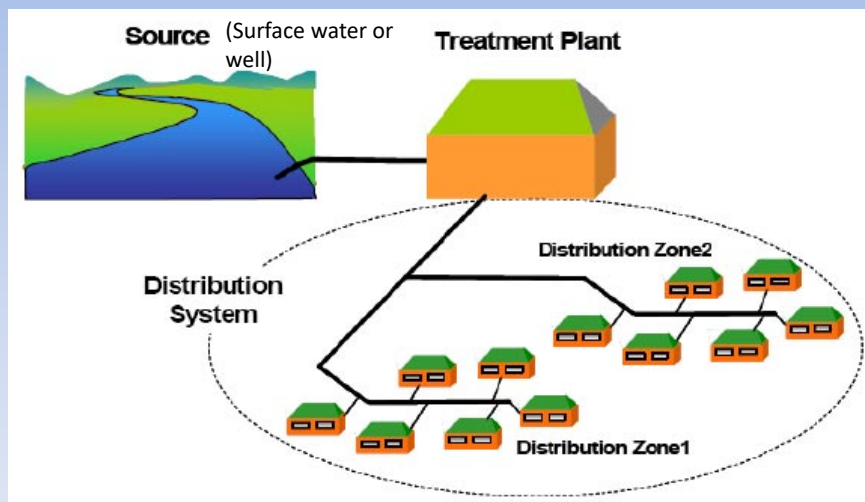 Source (Surface water or
well)
Treatment Plant
Distribution Zone2
Distribution
System
Distribution Zone1